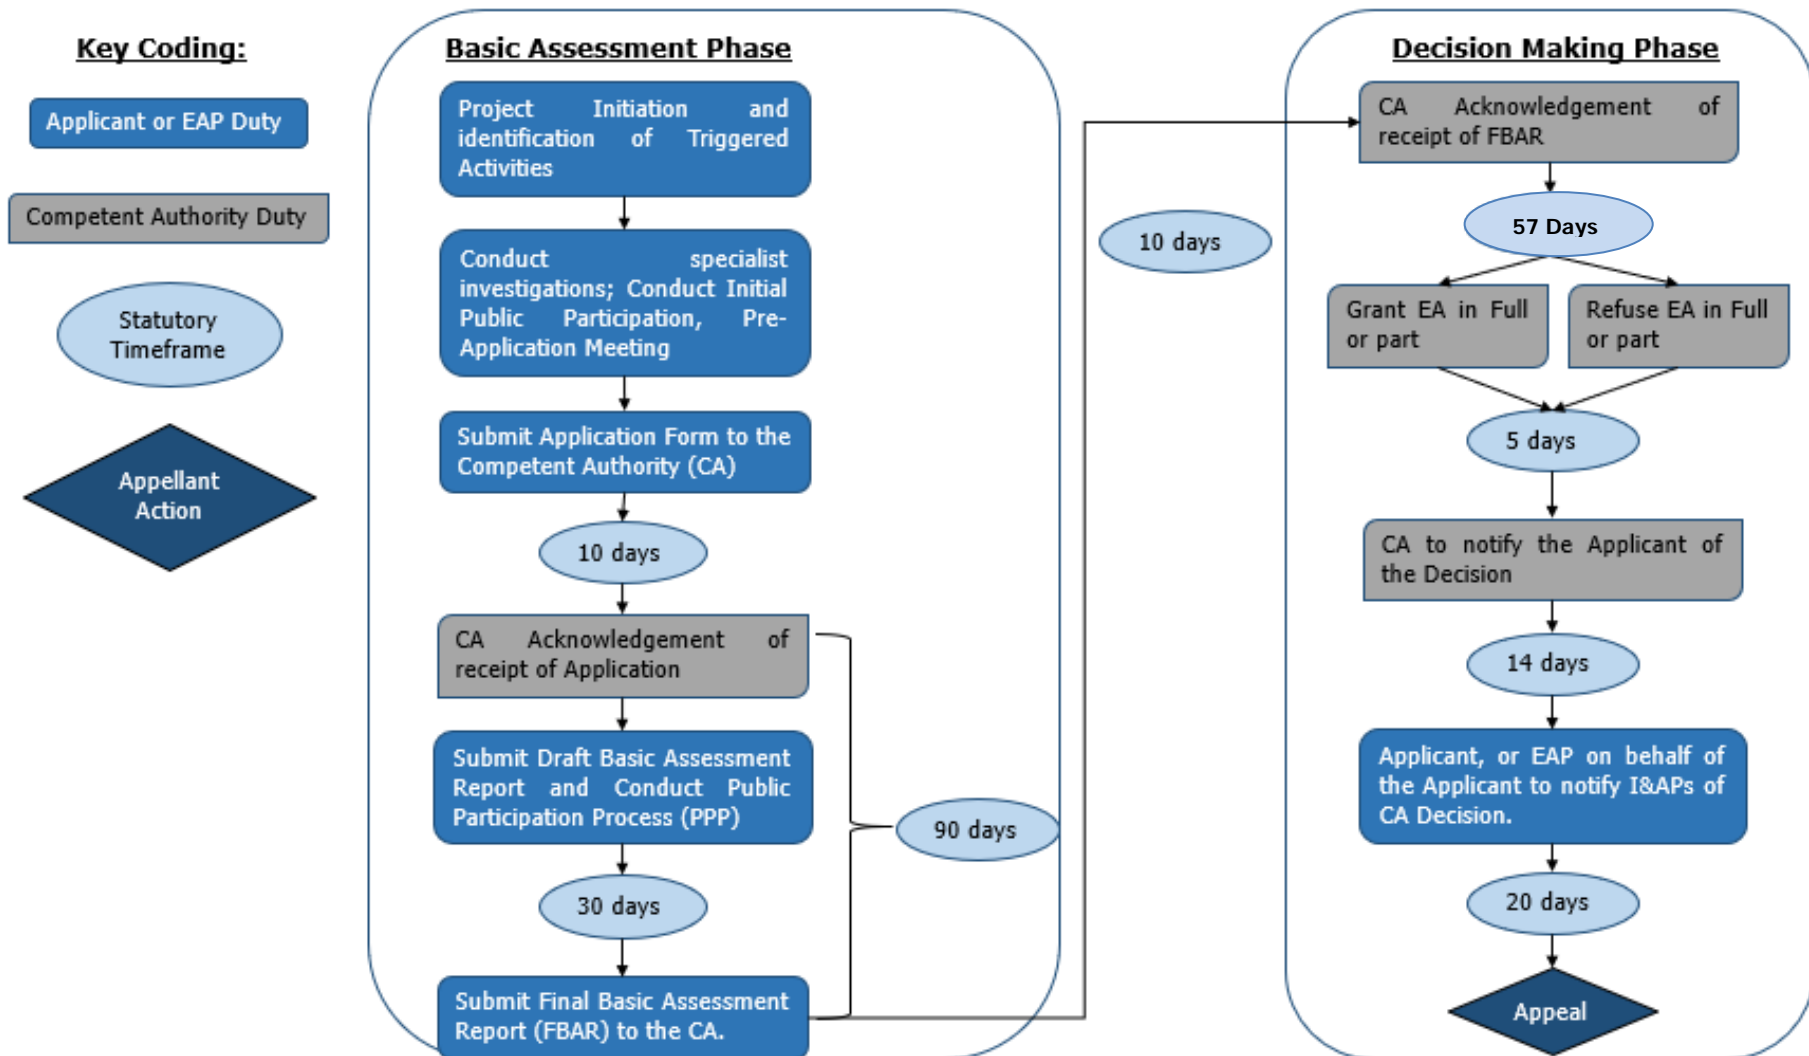 Key Coding:
Applicant or EAP Duty
Competent Authority Duty
Statutory
Timeframe
Appellant
Action
Basic Assessment Phase
Project Initiation and
identification of Triggered
Activities
Conduct specialist
investigations; Conduct Initial
Public Participation, Pre-
Application Meeting
Submit Application Form to the
Competent Authority (CA)
10 days
CA Acknowledgement of
receipt of Application
Submit Draft Basic Assessment
Report and Conduct Public
Participation Process (PPP)
90 days
30 days
Submit Final Basic Assessment
Report (FBAR) to the CA.
10 days
Decision Making Phase
CA Acknowledgement of
receipt of FBAR
57 Days
Grant EA in Full
or part
Refuse EA in Full
or part
5 days
CA to notify the Applicant of
the Decision
14 days
Applicant, or EAP on behalf of
the Applicant to notify I&APs of
CA Decision.
20 days
Appeal